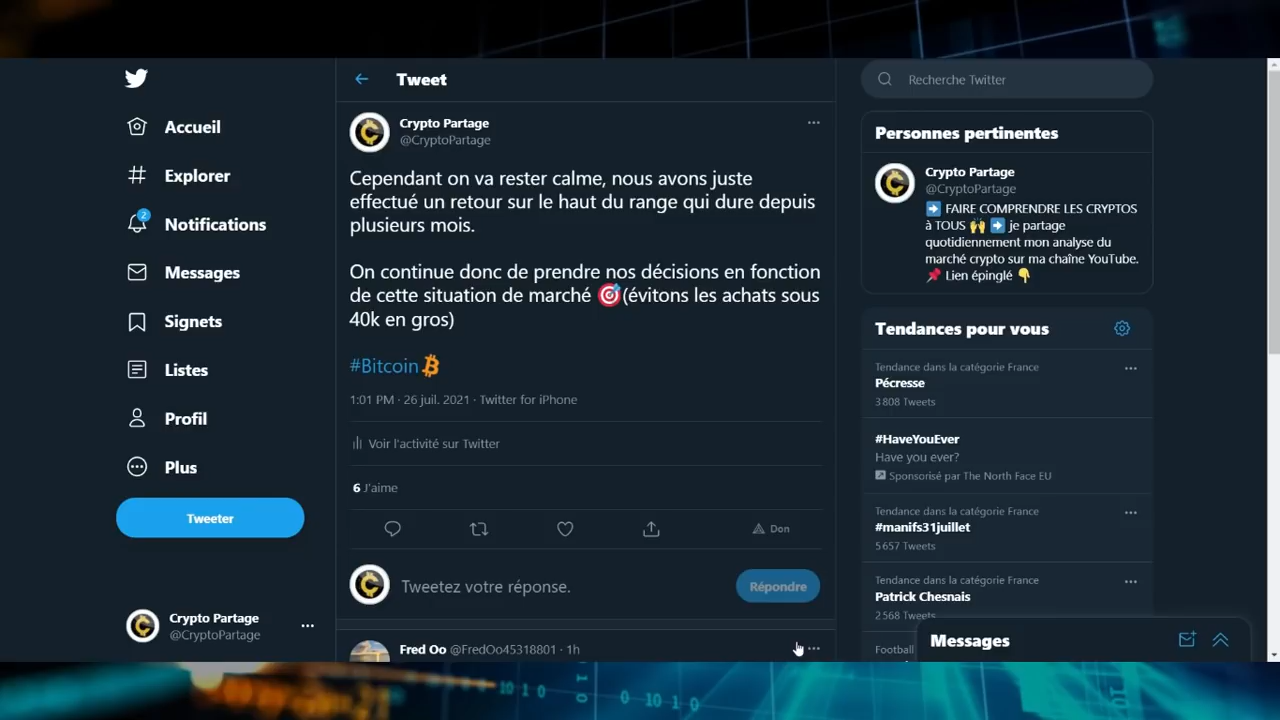 Tweet
Recherche Twitter
Accueil
Explorer
2
Notifications
Messages
Signets
Listes
Profil
Plus
Tweeter
Crypto Partage
@CryptoPartage
Crypto Partage
@CryptoPartage
Cependant on va rester calme, nous avons juste
effectué un retour sur le haut du range qui dure depuis
plusieurs mois.
On continue donc de prendre nos décisions en fonction
de cette situation de marché 🎯(évitons les achats sous
40k en gros)
#Bitcoin
1:01 PM · 26 juil. 2021 · Twitter for iPhone
Voir l'activité sur Twitter
6 J'aime
Don
Tweetez votre réponse.
Répondre
Fred Oo @FredOo45318801 · 1h
Personnes pertinentes
Crypto Partage
@CryptoPartage
➡️ FAIRE COMPRENDRE LES CRYPTOS
à TOUS 🙌 ➡️ je partage
quotidiennement mon analyse du
marché crypto sur ma chaîne YouTube.
📌 Lien épinglé 👇
Tendances pour vous
Tendance dans la catégorie France
Pécresse
3 808 Tweets
#HaveYouEver
Have you ever?
Sponsorisé par The North Face EU
Tendance dans la catégorie France
#manifs31juillet
5 657 Tweets
Tendance dans la catégorie France
Patrick Chesnais
2 568 Tweets
Football
Messages
10 1 0
0 10 1 0